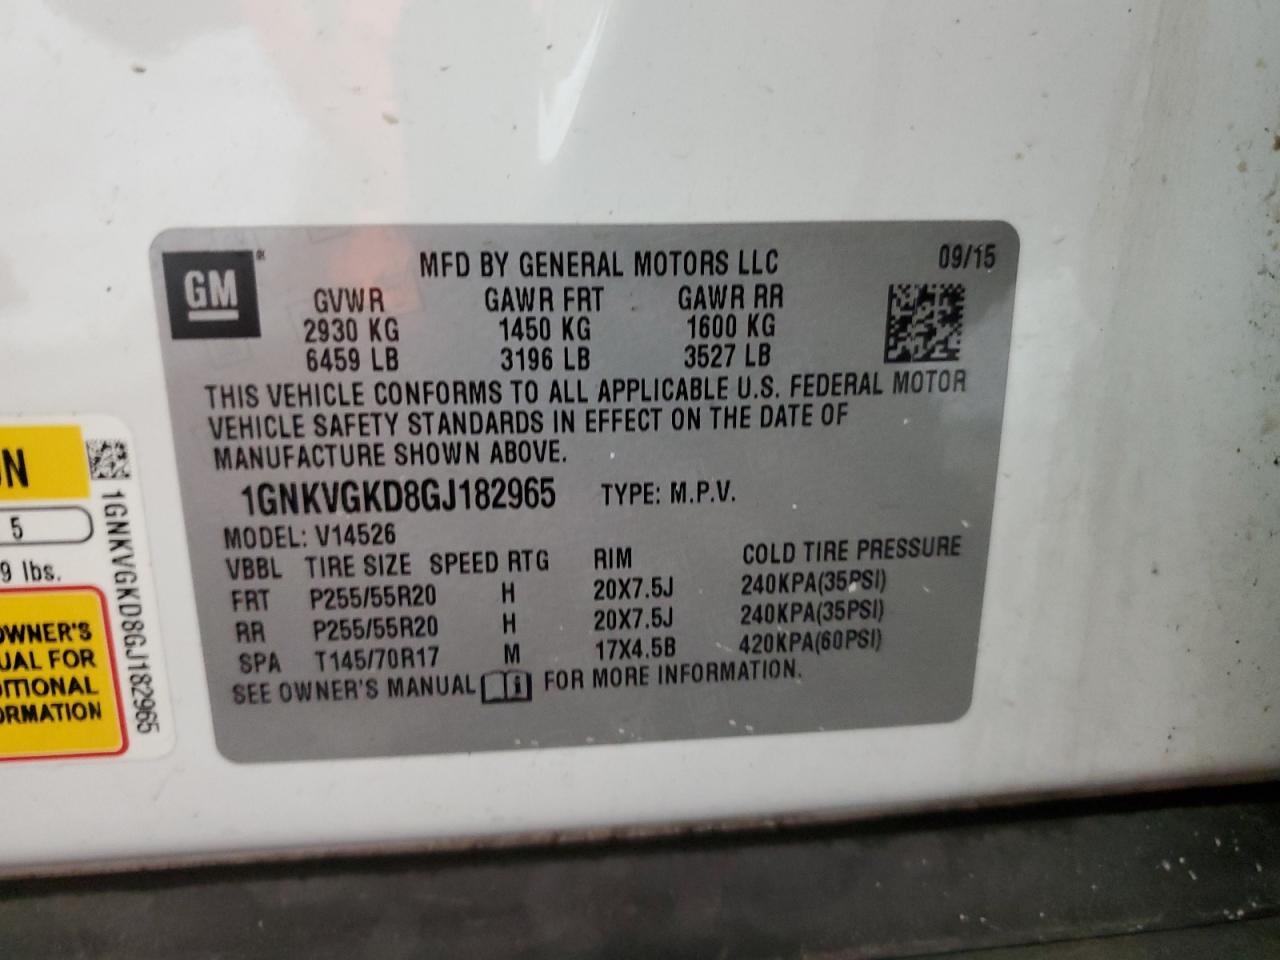 GM
MFD BY GENERAL MOTORS LLC 09/15
GVWR GAWR FRT GAWR RR
2930 KG 1450 KG 1600 KG
6459 LB 3196 LB 3527 LB
THIS VEHICLE CONFORMS TO ALL APPLICABLE U.S. FEDERAL MOTOR
VEHICLE SAFETY STANDARDS IN EFFECT ON THE DATE OF
MANUFACTURE SHOWN ABOVE.
1GNKVGKD8GJ182965 TYPE: M.P.V.
MODEL: V14526
VBBL TIRE SIZE SPEED RTG RIM COLD TIRE PRESSURE
FRT P255/55R20 H 20X7.5J 240KPA(35PSI)
RR P255/55R20 H 20X7.5J 240KPA(35PSI)
SPA T145/70R17 M 17X4.5B 420KPA(60PSI)
SEE OWNER'S MANUAL i FOR MORE INFORMATION.
5
9 lbs.
OWNER'S
FOR
1GNKVGKD8GJ182965